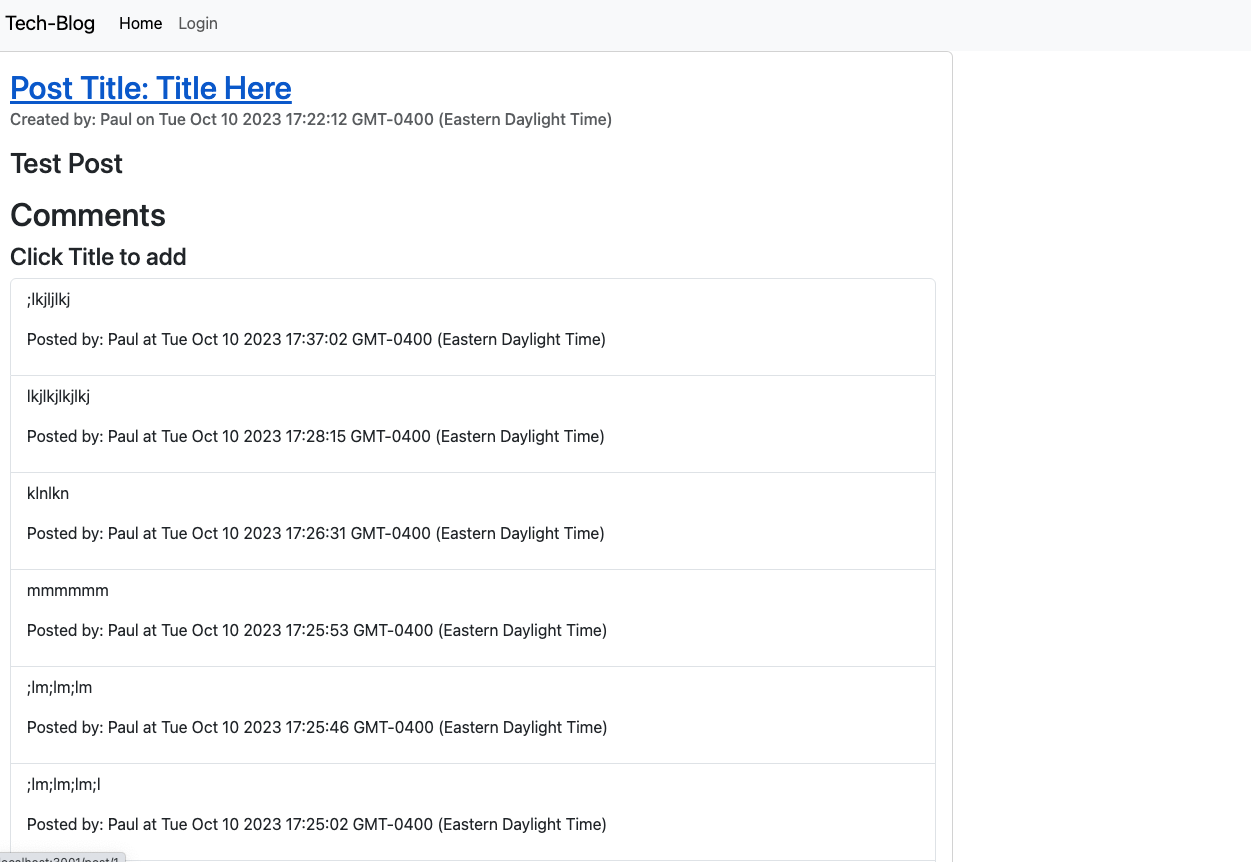 Tech-Blog Home Login
Post Title: Title Here
Created by: Paul on Tue Oct 10 2023 17:22:12 GMT-0400 (Eastern Daylight Time)
Test Post
Comments
Click Title to add
;lkjljlkj
Posted by: Paul at Tue Oct 10 2023 17:37:02 GMT-0400 (Eastern Daylight Time)
lkjlkjlkjlkj
Posted by: Paul at Tue Oct 10 2023 17:28:15 GMT-0400 (Eastern Daylight Time)
klnlkn
Posted by: Paul at Tue Oct 10 2023 17:26:31 GMT-0400 (Eastern Daylight Time)
mmmmmm
Posted by: Paul at Tue Oct 10 2023 17:25:53 GMT-0400 (Eastern Daylight Time)
;lm;lm;lm
Posted by: Paul at Tue Oct 10 2023 17:25:46 GMT-0400 (Eastern Daylight Time)
;lm;lm;lm;l
Posted by: Paul at Tue Oct 10 2023 17:25:02 GMT-0400 (Eastern Daylight Time)